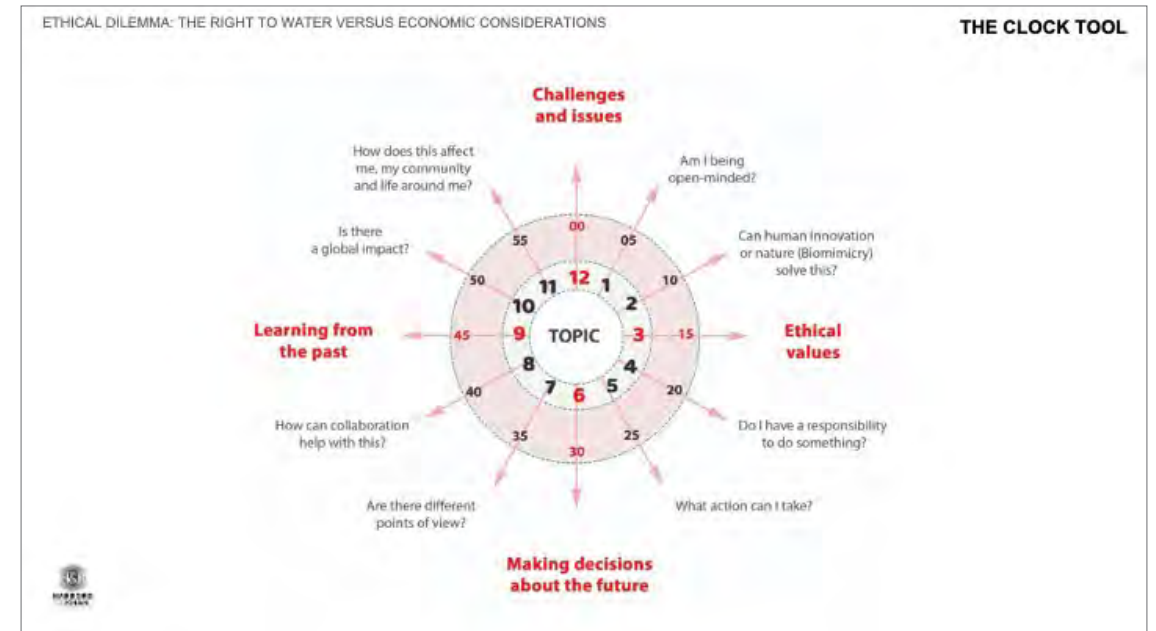 ETHICAL DILEMMA: THE RIGHT TO WATER VERSUS ECONOMIC CONSIDERATIONS
THE CLOCK TOOL
Challenges
and issues
How does this affect
me, my community
and life around me?
Am I being
open-minded?
Is there
a global impact?
Can human innovation
or nature (Biomimicry)
solve this?
00
55
05
50
10
12
11
1
10
2
Learning from
the past
45
9
TOPIC
3
15
Ethical
values
8
4
7
5
6
40
20
35
25
30
How can collaboration
help with this?
Do I have a responsibility
to do something?
Are there different
points of view?
What action can I take?
Making decisions
about the future